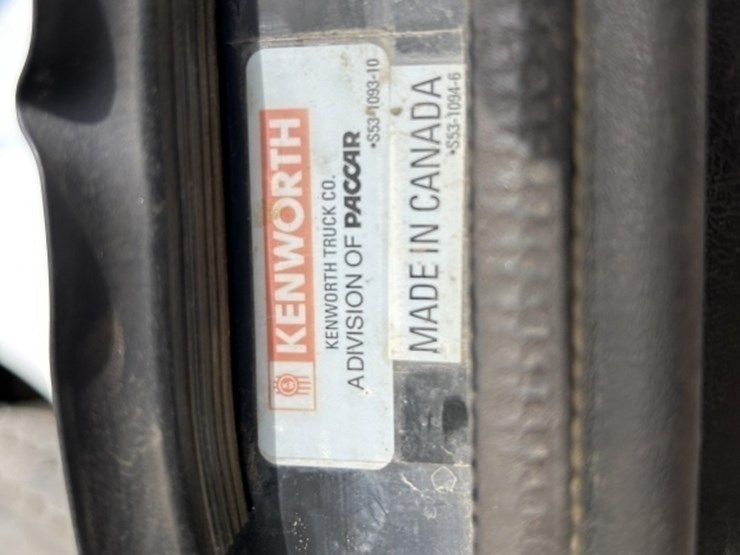 KENWORTH
KENWORTH TRUCK CO.
A DIVISION OF PACCAR
•S53-1093-10
MADE IN CANADA
•S53-1094-6